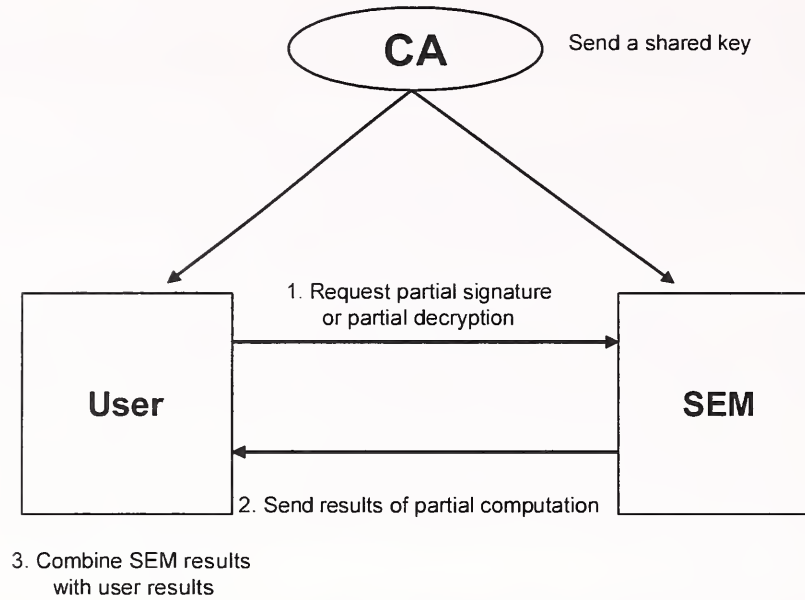 CA
Send a shared key
1. Request partial signature
or partial decryption
User
SEM
2. Send results of partial computation
3. Combine SEM results
with user results